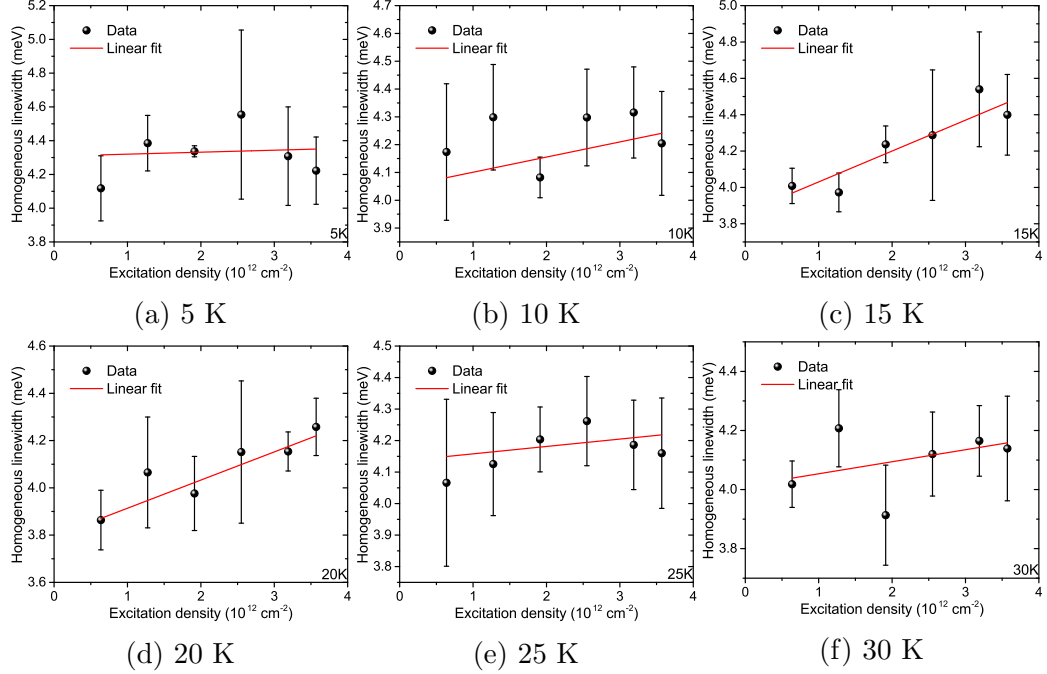 5.2
5.0
4.8
4.6
4.4
4.2
4.0
3.8
Homogeneous linewidth (meV)
Data
Linear fit
5K
0 1 2 3 4
Excitation density (10^12 cm^-2)
(a) 5 K
4.7
4.6
4.5
4.4
4.3
4.2
4.1
4.0
3.9
Homogeneous linewidth (meV)
Data
Linear fit
10K
0 1 2 3 4
Excitation density (10^12 cm^-2)
(b) 10 K
5.0
4.8
4.6
4.4
4.2
4.0
3.8
Homogeneous linewidth (meV)
Data
Linear fit
15K
0 1 2 3 4
Excitation density (10^12 cm^-2)
(c) 15 K
4.6
4.4
4.2
4.0
3.8
3.6
Homogeneous linewidth (meV)
Data
Linear fit
20K
0 1 2 3 4
Excitation density (10^12 cm^-2)
(d) 20 K
4.5
4.4
4.3
4.2
4.1
4.0
3.9
3.8
Homogeneous linewidth (meV)
Data
Linear fit
25K
0 1 2 3 4
Excitation density (10^12 cm^-2)
(e) 25 K
4.4
4.2
4.0
3.8
Homogeneous linewidth (meV)
Data
Linear fit
30K
0 1 2 3 4
Excitation density (10^12 cm^-2)
(f) 30 K